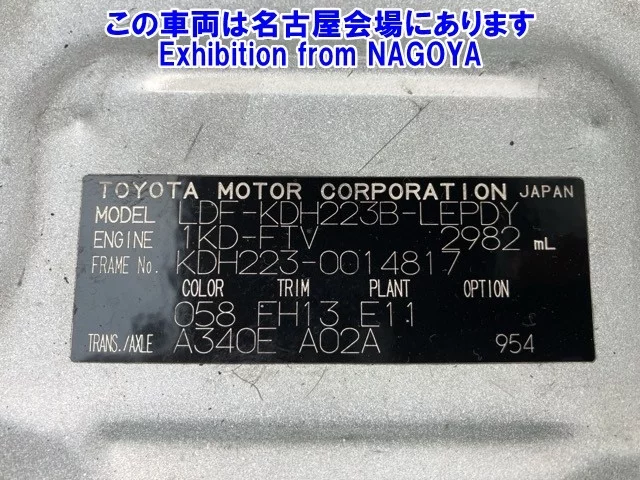 この車両は名古屋会場にあります
Exhibition from NAGOYA
TOYOTA MOTOR CORPORATION JAPAN
MODEL LDF-KDH223B-LEPDY
ENGINE 1KD-FTV 2982 mL
FRAME No. KDH223-0014817
COLOR TRIM PLANT OPTION
058 FH13 E11
TRANS./AXLE A340E A02A 954